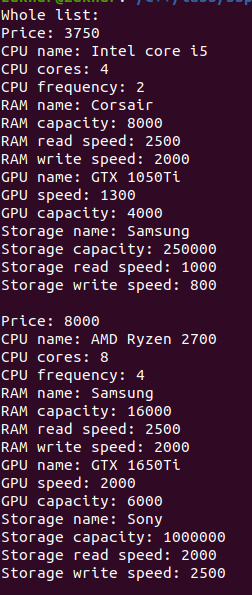 Whole list:
Price: 3750
CPU name: Intel core i5
CPU cores: 4
CPU frequency: 2
RAM name: Corsair
RAM capacity: 8000
RAM read speed: 2500
RAM write speed: 2000
GPU name: GTX 1050Ti
GPU speed: 1300
GPU capacity: 4000
Storage name: Samsung
Storage capacity: 250000
Storage read speed: 1000
Storage write speed: 800
Price: 8000
CPU name: AMD Ryzen 2700
CPU cores: 8
CPU frequency: 4
RAM name: Samsung
RAM capacity: 16000
RAM read speed: 2500
RAM write speed: 2000
GPU name: GTX 1650Ti
GPU speed: 2000
GPU capacity: 6000
Storage name: Sony
Storage capacity: 1000000
Storage read speed: 2000
Storage write speed: 2500